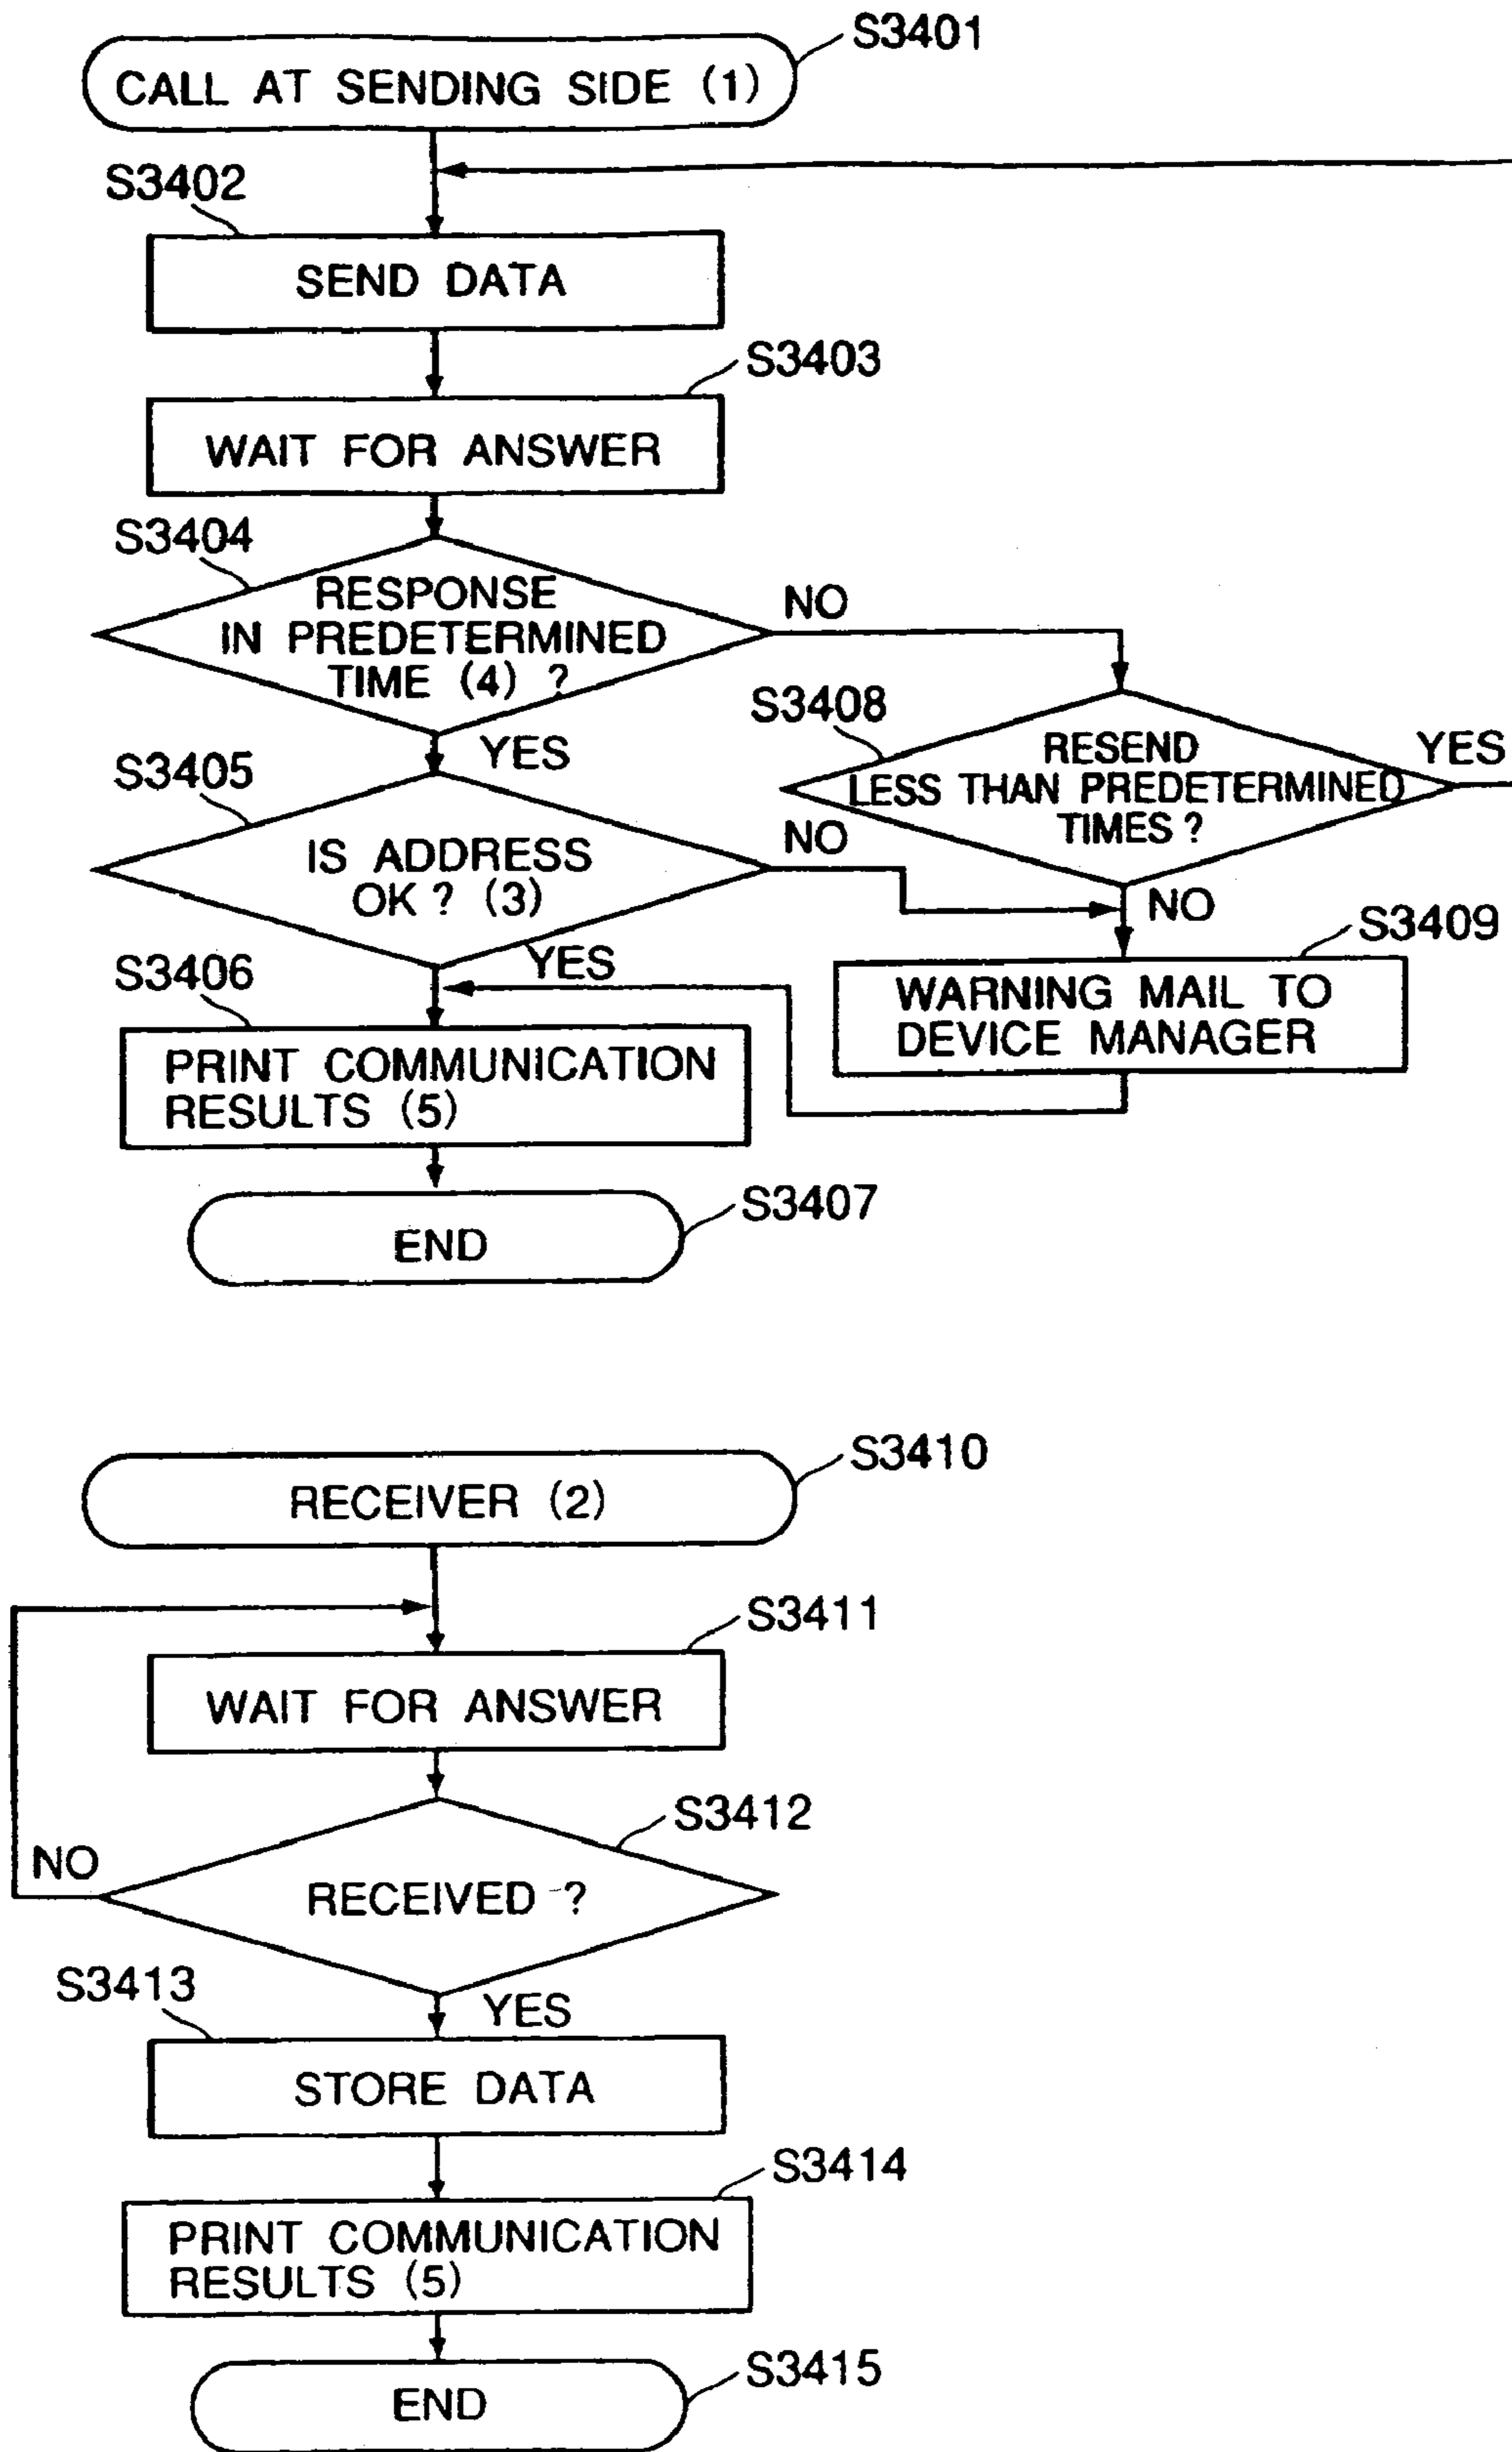 S3401
CALL AT SENDING SIDE (1)
S3402
SEND DATA
S3403
WAIT FOR ANSWER
S3404
RESPONSE
IN PREDETERMINED
TIME (4) ?
NO
YES
S3408
RESEND
LESS THAN PREDETERMINED
TIMES ?
YES
NO
S3405
IS ADDRESS
OK ? (3)
NO
YES
S3409
WARNING MAIL TO
DEVICE MANAGER
S3406
PRINT COMMUNICATION
RESULTS (5)
S3407
END
S3410
RECEIVER (2)
S3411
WAIT FOR ANSWER
S3412
RECEIVED ?
NO
YES
S3413
STORE DATA
S3414
PRINT COMMUNICATION
RESULTS (5)
S3415
END